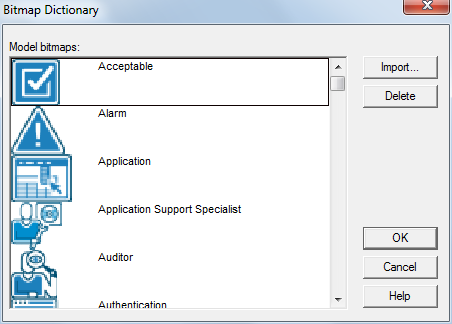 Bitmap Dictionary
Model bitmaps:
Acceptable
Import...
Delete
Alarm
Application
Application Support Specialist
OK
Auditor
Cancel
Help
Authentication